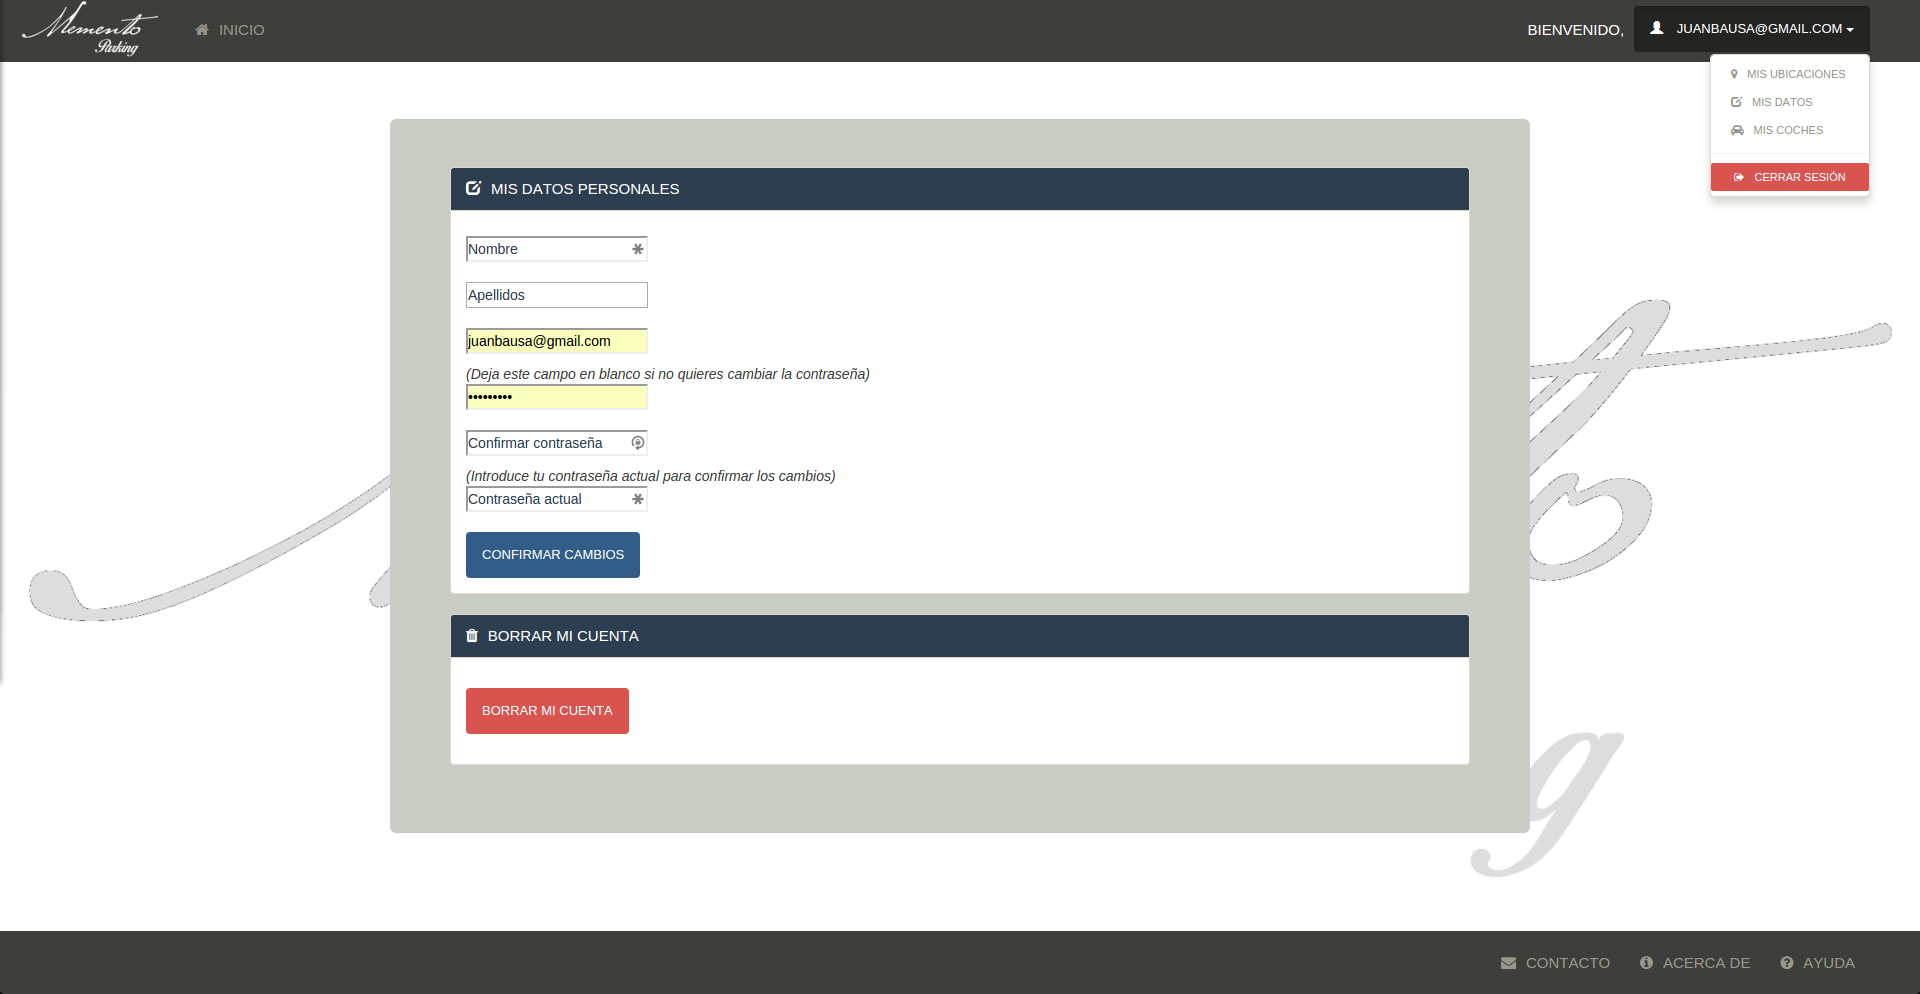 Memento
Parking
INICIO
BIENVENIDO,
JUANBAUSA@GMAIL.COM
MIS UBICACIONES
MIS DATOS
MIS COCHES
CERRAR SESIÓN
MIS DATOS PERSONALES
Nombre
Apellidos
juanbausa@gmail.com
(Deja este campo en blanco si no quieres cambiar la contraseña)
•••••••••
Confirmar contraseña
(Introduce tu contraseña actual para confirmar los cambios)
Contraseña actual
CONFIRMAR CAMBIOS
BORRAR MI CUENTA
BORRAR MI CUENTA
CONTACTO
ACERCA DE
AYUDA